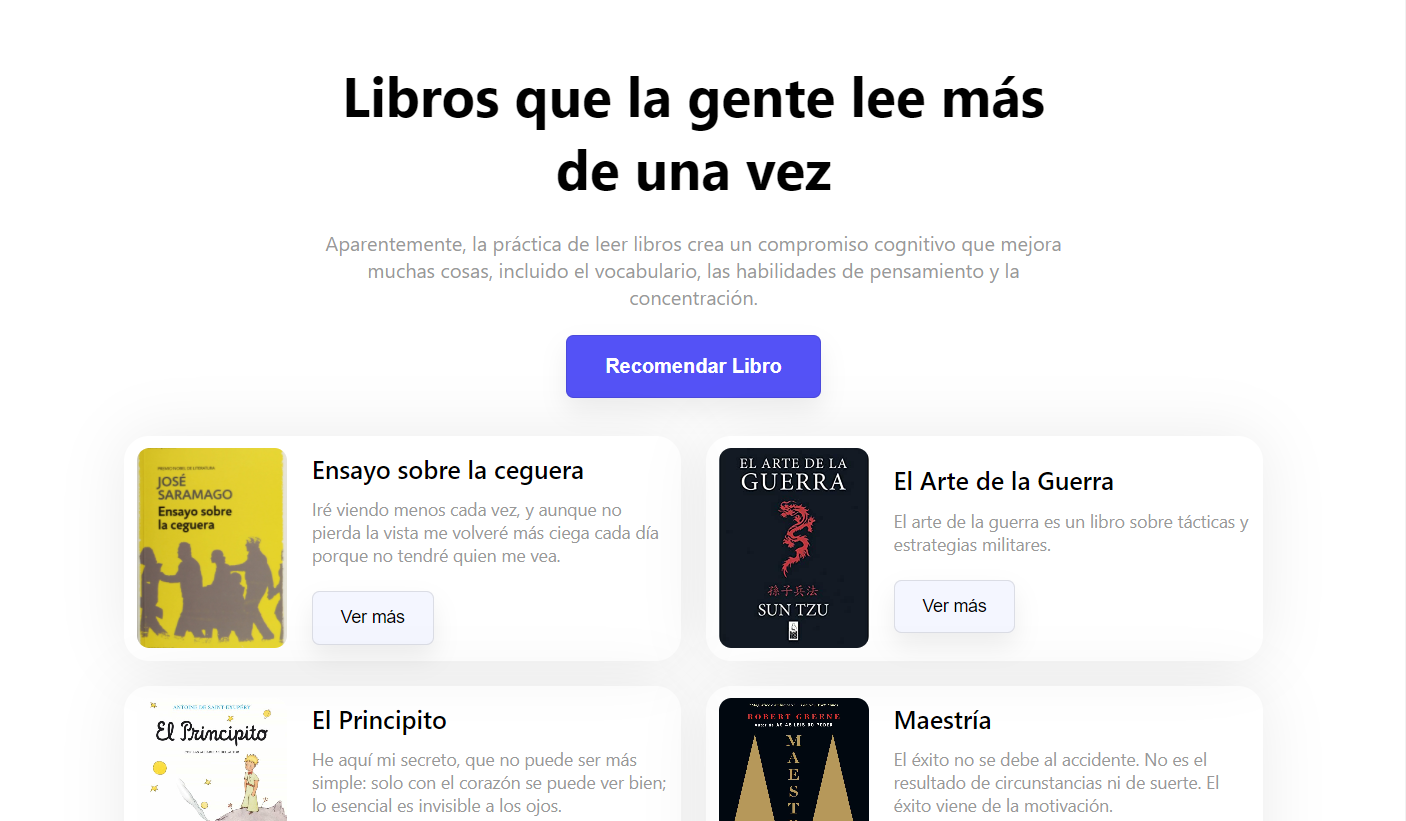 Libros que la gente lee más
de una vez
Aparentemente, la práctica de leer libros crea un compromiso cognitivo que mejora
muchas cosas, incluido el vocabulario, las habilidades de pensamiento y la
concentración.
Recomendar Libro
JOSÉ
SARAMAGO
Ensayo sobre
la ceguera
Ensayo sobre la ceguera
Iré viendo menos cada vez, y aunque no
pierda la vista me volveré más ciega cada día
porque no tendré quien me vea.
Ver más
EL ARTE DE LA
GUERRA
孫子兵法
SUN TZU
El Arte de la Guerra
El arte de la guerra es un libro sobre tácticas y
estrategias militares.
Ver más
ANTOINE DE SAINT-EXUPÉRY
El Principito
El Principito
He aquí mi secreto, que no puede ser más
simple: solo con el corazón se puede ver bien;
lo esencial es invisible a los ojos.
ROBERT GREENE
MAEST
Maestría
El éxito no se debe al accidente. No es el
resultado de circunstancias ni de suerte. El
éxito viene de la motivación.